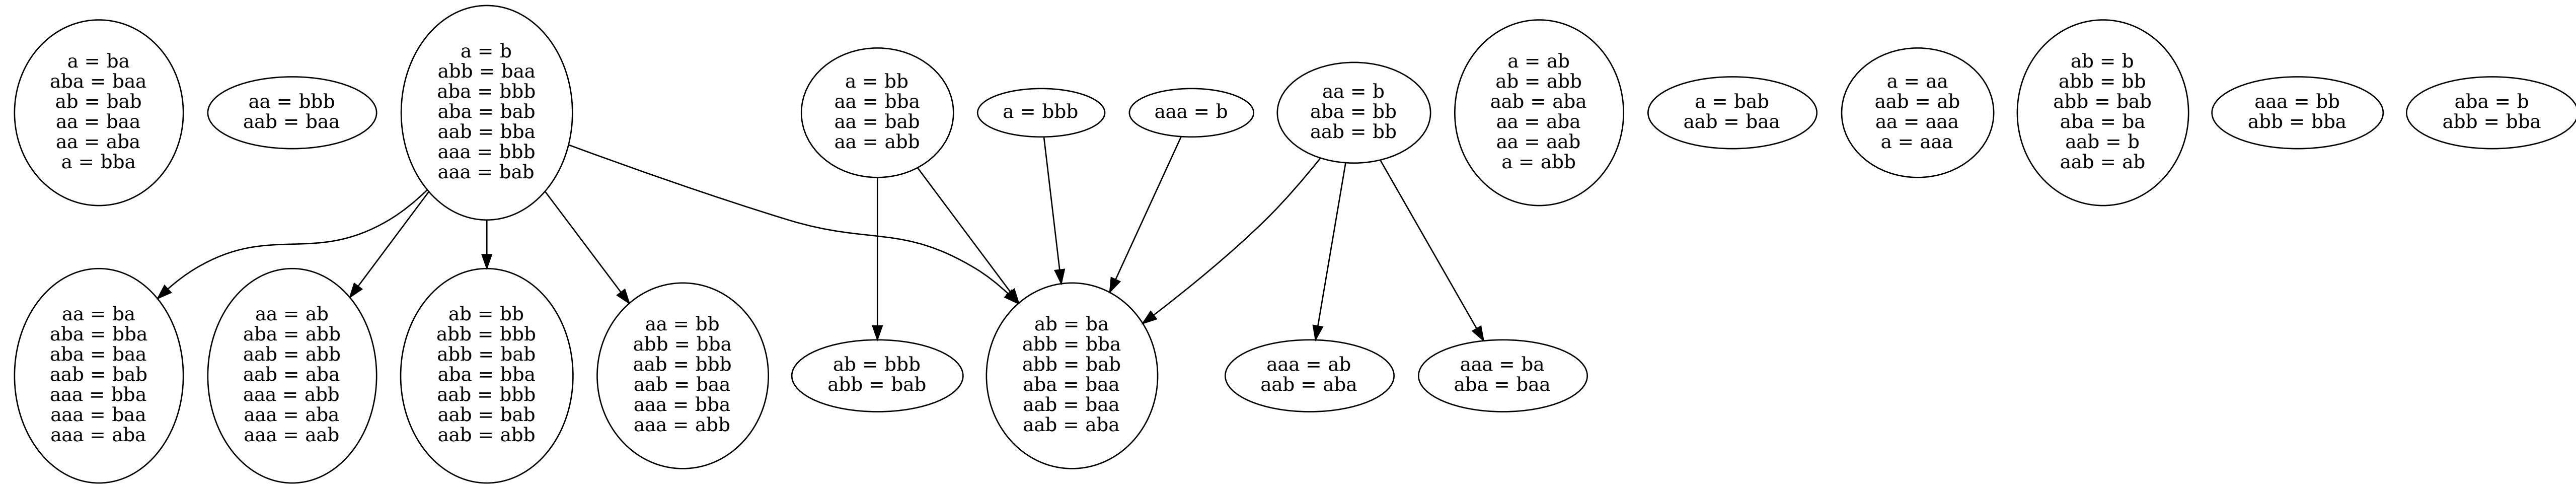 a = ba
aba = baa
ab = bab
aa = baa
aa = aba
a = bba
aa = bbb
aab = baa
a = b
abb = baa
aba = bbb
aba = bab
aab = bba
aaa = bbb
aaa = bab
a = bb
aa = bba
aa = bab
aa = abb
a = bbb
aaa = b
aa = b
aba = bb
aab = bb
a = ab
ab = abb
aab = aba
aa = aba
aa = aab
a = abb
a = bab
aab = baa
a = aa
aab = ab
aa = aaa
a = aaa
ab = b
abb = bb
abb = bab
aba = ba
aab = b
aab = ab
aaa = bb
abb = bba
aba = b
abb = bba
aa = ba
aba = bba
aba = baa
aab = bab
aaa = bba
aaa = baa
aaa = aba
aa = ab
aba = abb
aab = abb
aab = aba
aaa = abb
aaa = aba
aaa = aab
ab = bb
abb = bbb
abb = bab
aba = bba
aab = bbb
aab = bab
aab = abb
aa = bb
abb = bba
aab = bbb
aab = baa
aaa = bba
aaa = abb
ab = bbb
abb = bab
ab = ba
abb = bba
abb = bab
aba = baa
aab = baa
aab = aba
aaa = ab
aab = aba
aaa = ba
aba = baa